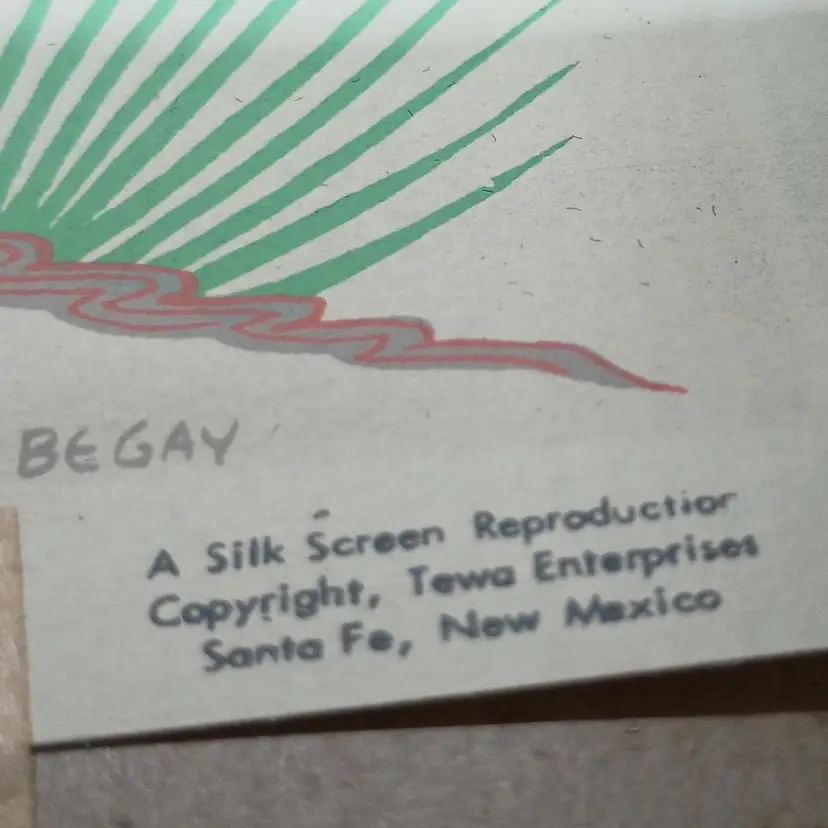 BEGAY
A Silk Screen Reproduction
Copyright, Tewa Enterprises
Santa Fe, New Mexico